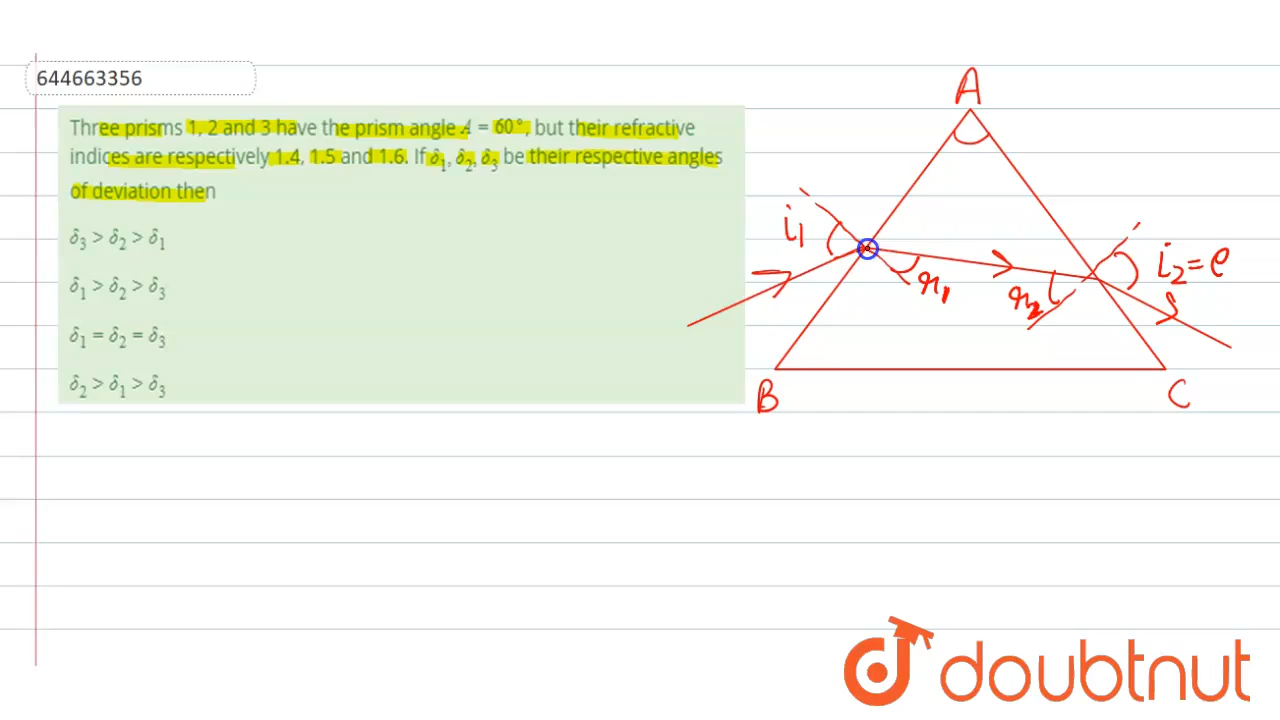 644663356
Three prisms 1, 2 and 3 have the prism angle A = 60°, but their refractive
indices are respectively 1.4, 1.5 and 1.6. If δ₁, δ₂, δ₃ be their respective angles
of deviation then
δ₃ > δ₂ > δ₁
δ₁ > δ₂ > δ₃
δ₁ = δ₂ = δ₃
δ₂ > δ₁ > δ₃
A
i₁
r₁
r₂
i₂ = e
B
C
doubtnut